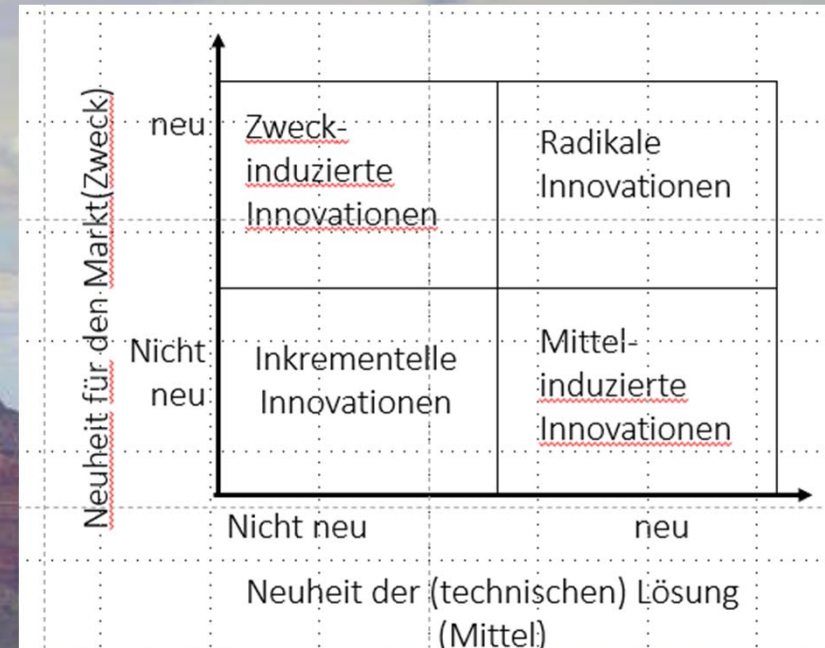 Neuheit für den Markt(Zweck)
neu
Zweck-
induzierte
Innovationen
Radikale
Innovationen
Nicht
neu
Inkrementelle
Innovationen
Mittel-
induzierte
Innovationen
Nicht neu
neu
Neuheit der (technischen) Lösung
(Mittel)